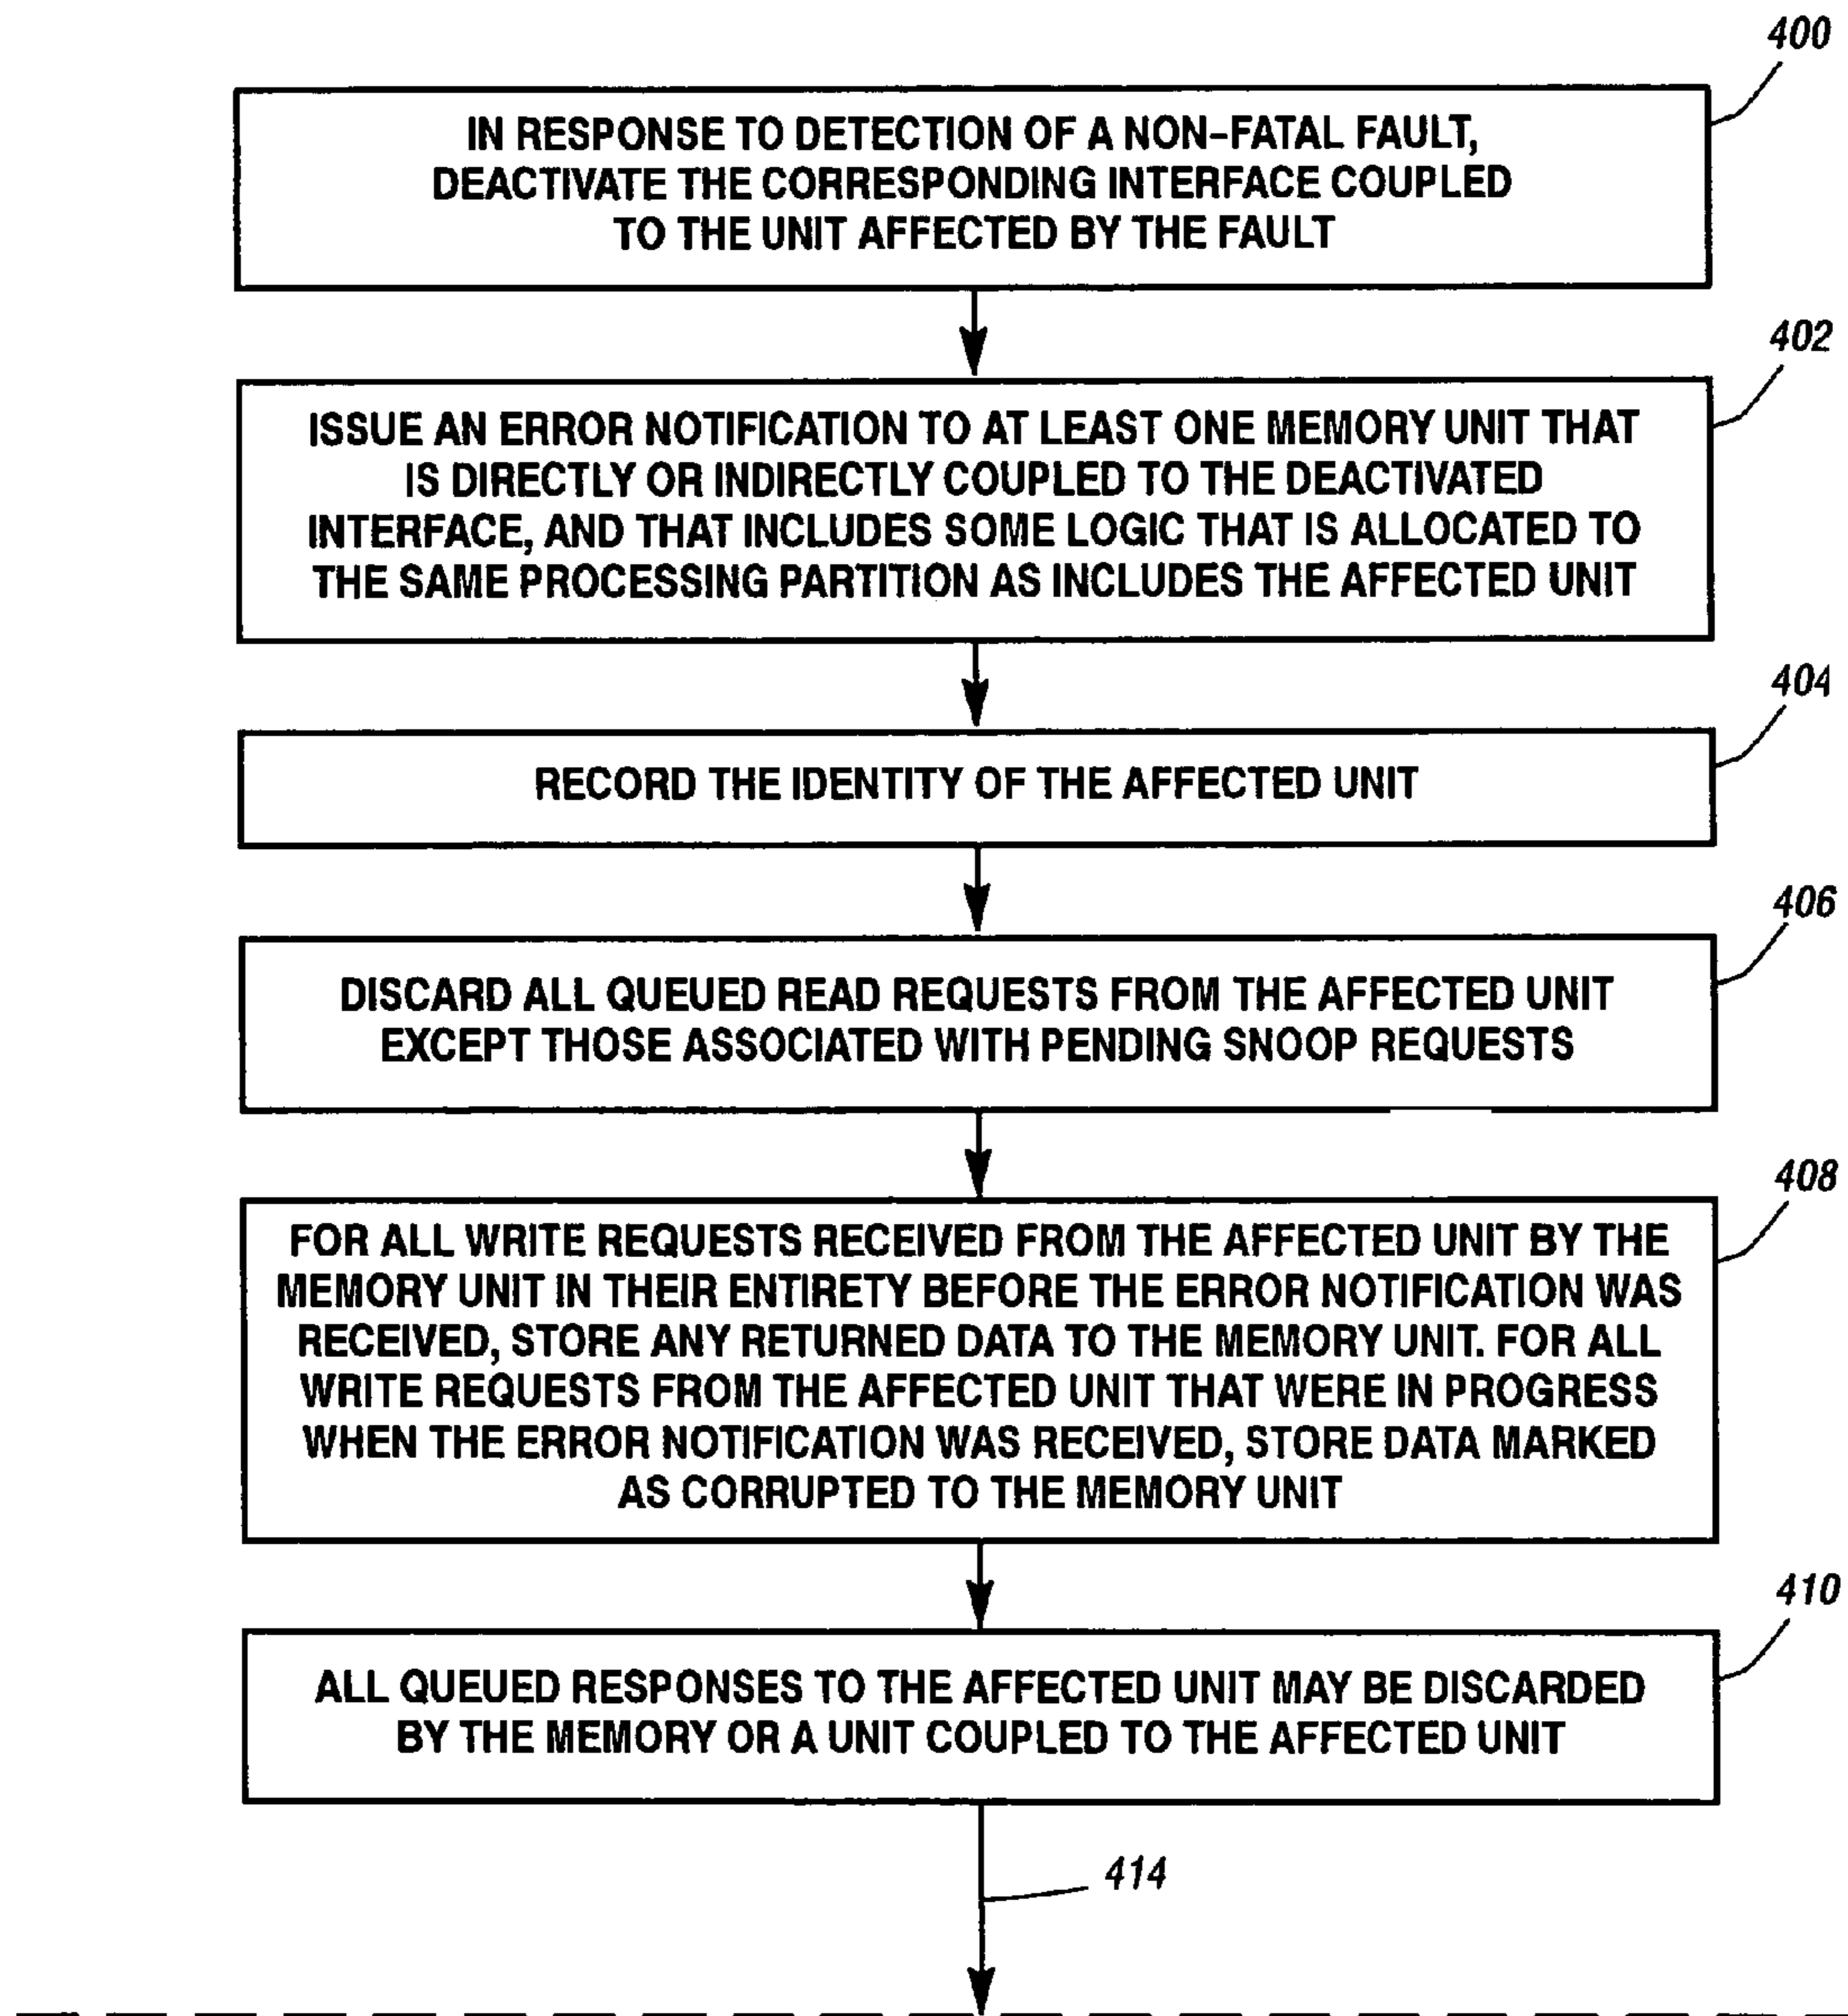 400
IN RESPONSE TO DETECTION OF A NON-FATAL FAULT,
DEACTIVATE THE CORRESPONDING INTERFACE COUPLED
TO THE UNIT AFFECTED BY THE FAULT
402
ISSUE AN ERROR NOTIFICATION TO AT LEAST ONE MEMORY UNIT THAT
IS DIRECTLY OR INDIRECTLY COUPLED TO THE DEACTIVATED
INTERFACE, AND THAT INCLUDES SOME LOGIC THAT IS ALLOCATED TO
THE SAME PROCESSING PARTITION AS INCLUDES THE AFFECTED UNIT
404
RECORD THE IDENTITY OF THE AFFECTED UNIT
406
DISCARD ALL QUEUED READ REQUESTS FROM THE AFFECTED UNIT
EXCEPT THOSE ASSOCIATED WITH PENDING SNOOP REQUESTS
408
FOR ALL WRITE REQUESTS RECEIVED FROM THE AFFECTED UNIT BY THE
MEMORY UNIT IN THEIR ENTIRETY BEFORE THE ERROR NOTIFICATION WAS
RECEIVED, STORE ANY RETURNED DATA TO THE MEMORY UNIT. FOR ALL
WRITE REQUESTS FROM THE AFFECTED UNIT THAT WERE IN PROGRESS
WHEN THE ERROR NOTIFICATION WAS RECEIVED, STORE DATA MARKED
AS CORRUPTED TO THE MEMORY UNIT
410
ALL QUEUED RESPONSES TO THE AFFECTED UNIT MAY BE DISCARDED
BY THE MEMORY OR A UNIT COUPLED TO THE AFFECTED UNIT
414